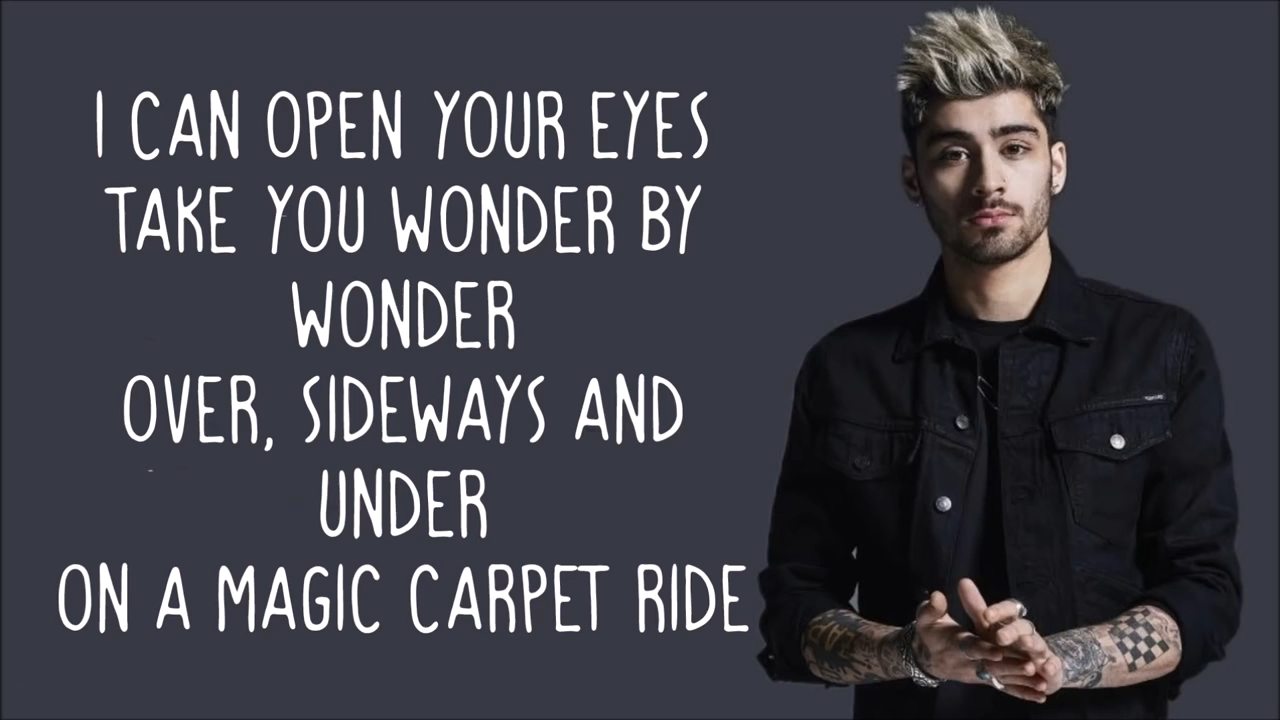 I CAN OPEN YOUR EYES
TAKE YOU WONDER BY
WONDER
OVER, SIDEWAYS AND
UNDER
ON A MAGIC CARPET RIDE